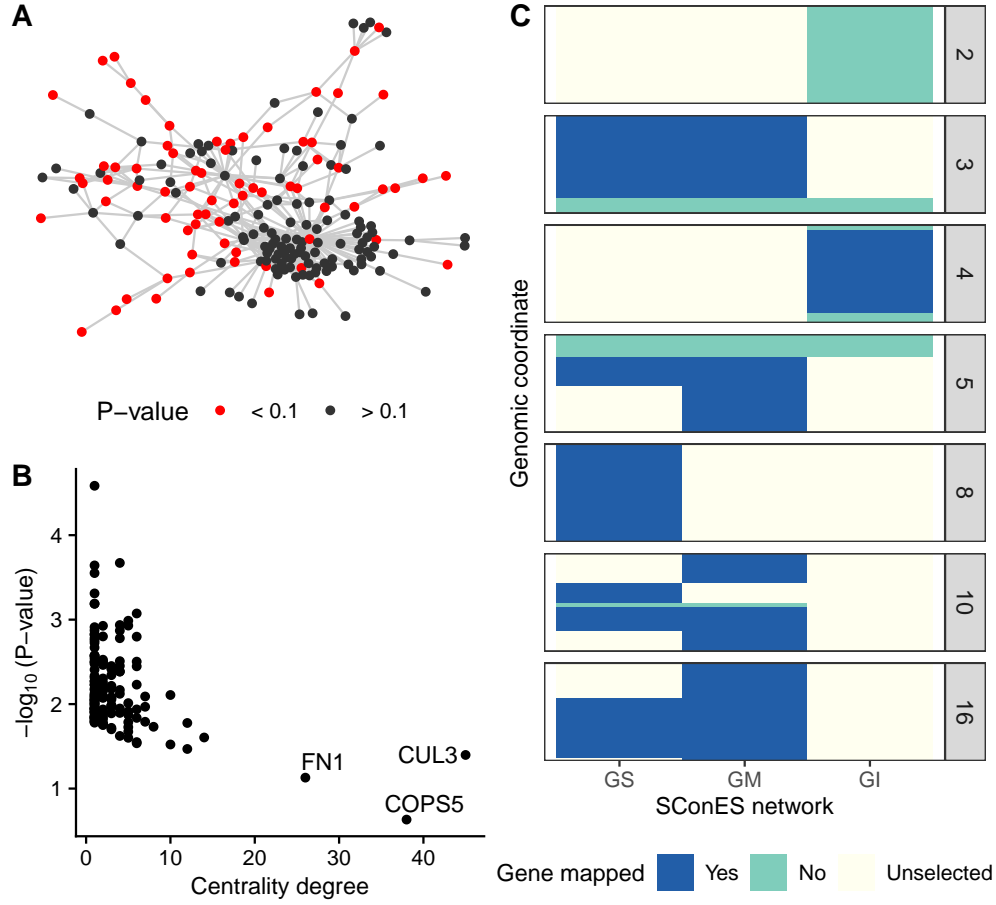 A
P−value < 0.1 > 0.1
B
−log10 (P−value)
4
3
2
1
FN1
CUL3
COPS5
0 10 20 30 40
Centrality degree
C
Genomic coordinate
2
3
4
5
8
10
16
GS GM GI
SConES network
Gene mapped Yes No Unselected